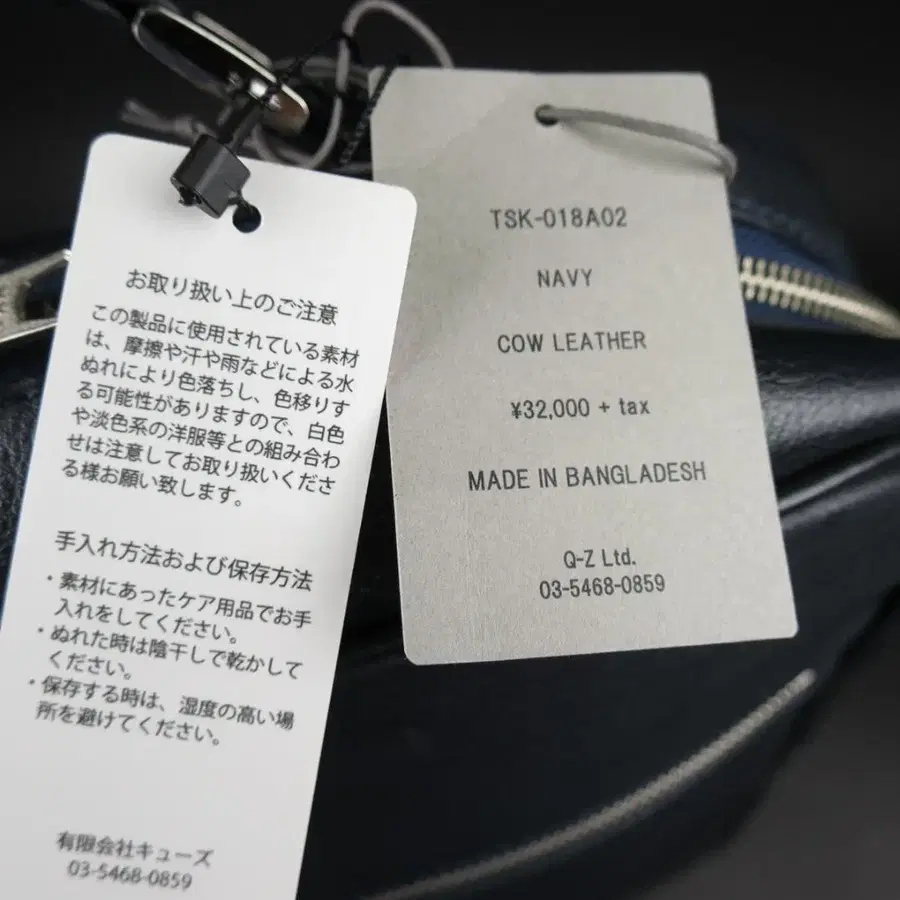 お取り扱い上のご注意
この製品に使用されている素材
は、摩擦や汗や雨などによる水
ぬれにより色落ちし、色移りす
る可能性がありますので、白色
や淡色系の洋服等との組み合わ
せは注意してお取り扱いくださ
る様お願い致します。
手入れ方法および保存方法
・素材にあったケア用品でお手
入れをしてください。
・ぬれた時は陰干しで乾かして
ください。
・保存する時は、湿度の高い場
所を避けてください。
有限会社キューズ
03-5468-0859
TSK-018A02
NAVY
COW LEATHER
¥32,000 + tax
MADE IN BANGLADESH
Q-Z Ltd.
03-5468-0859